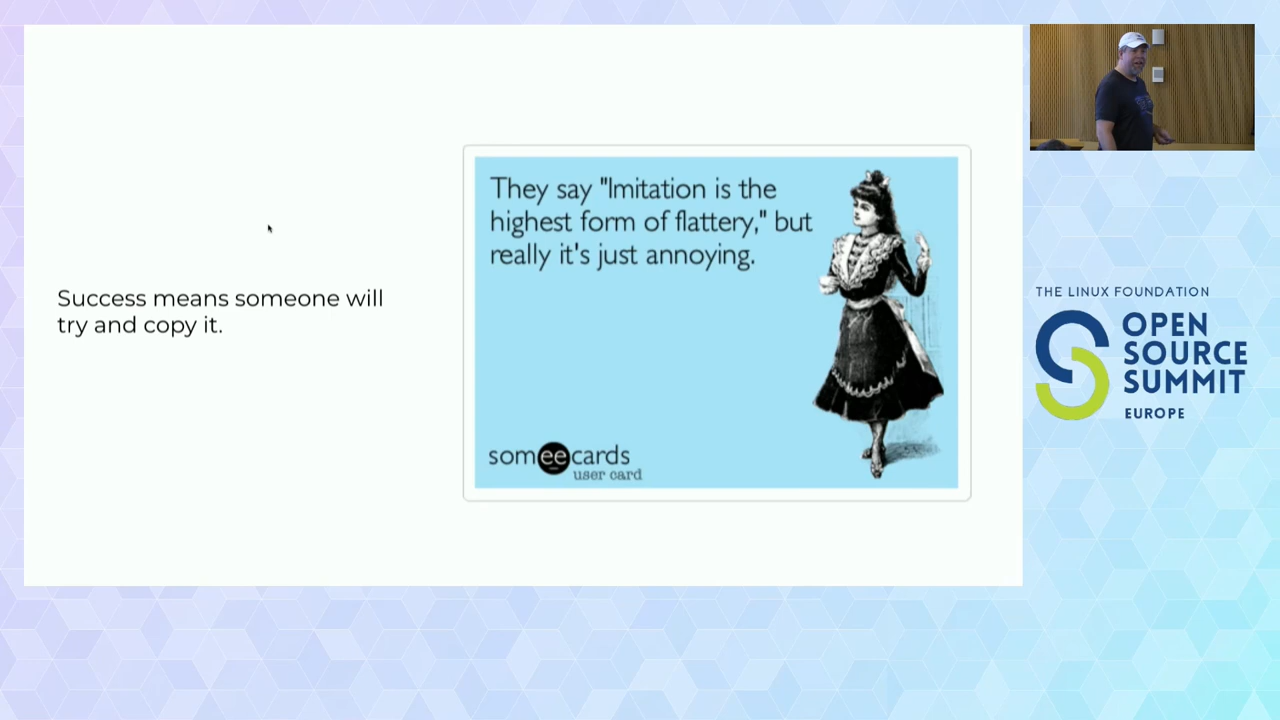 Success means someone will
try and copy it.
They say "Imitation is the
highest form of flattery," but
really it's just annoying.
someecards
user card
THE LINUX FOUNDATION
OPEN
SOURCE
SUMMIT
EUROPE